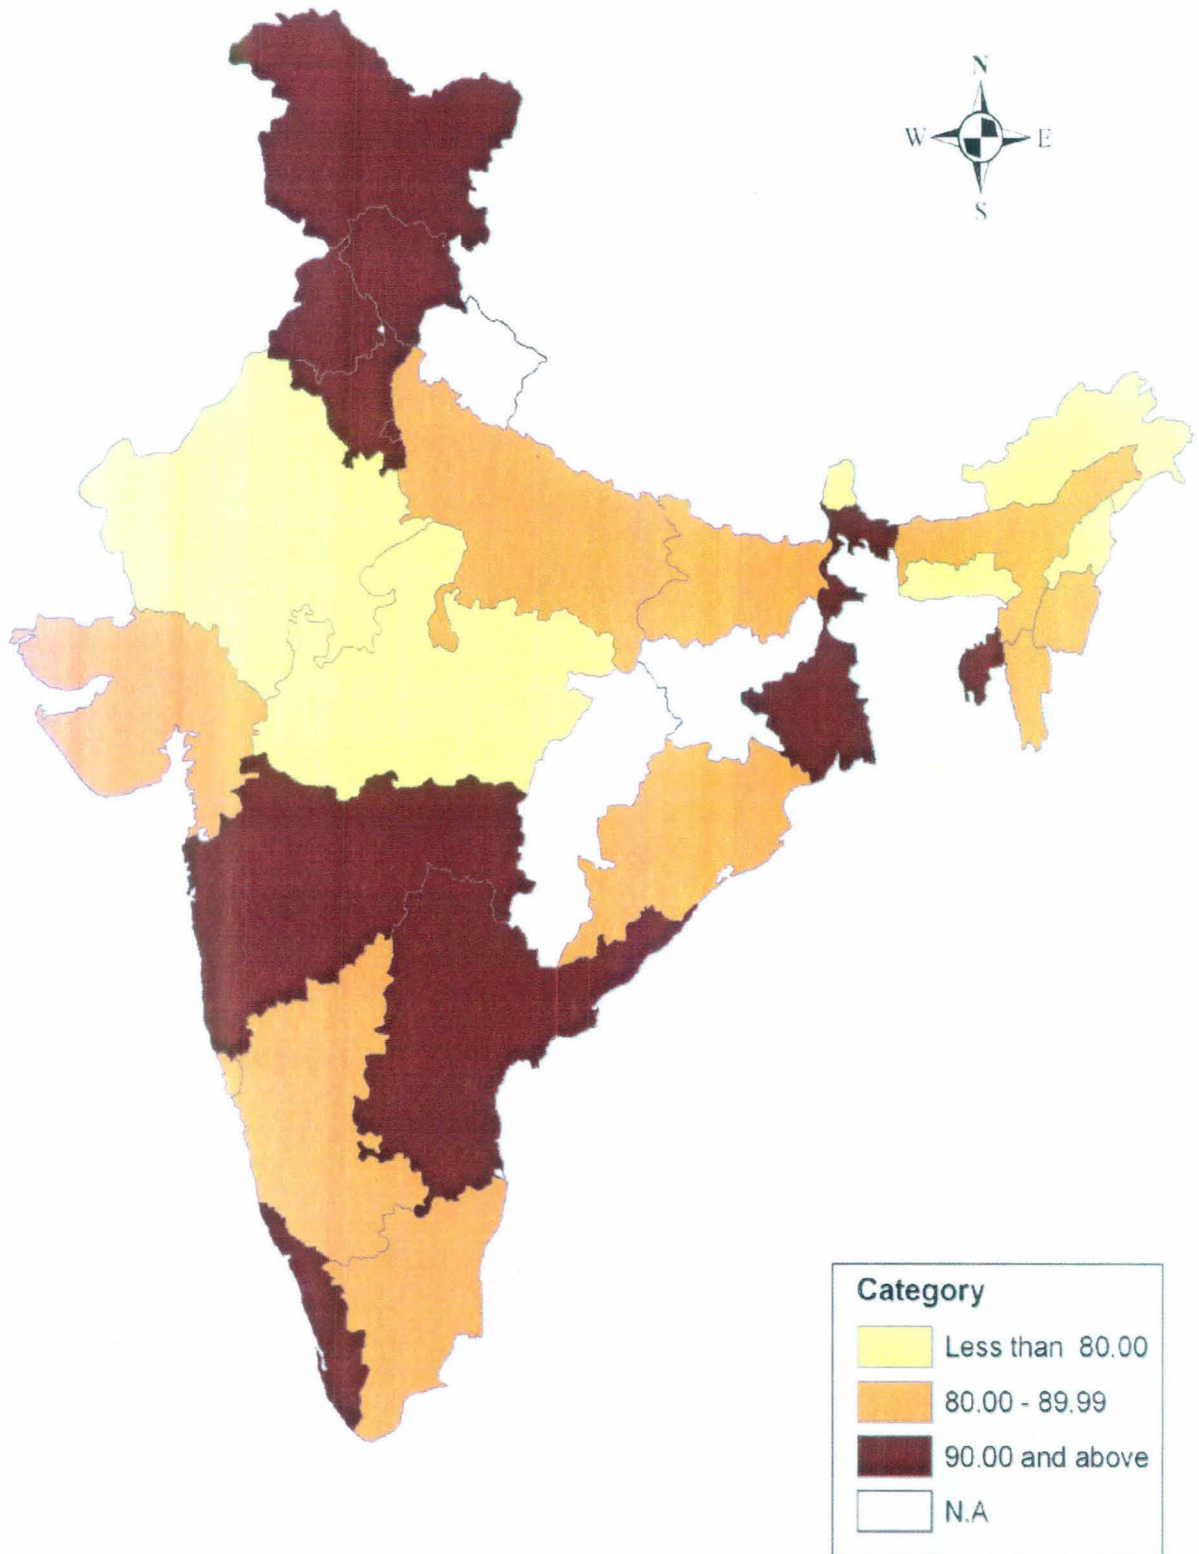 N
W E
S
Category
Less than 80.00
80.00 - 89.99
90.00 and above
N.A